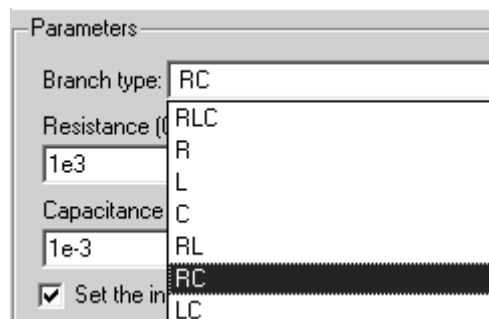 Parameters
Branch type: RC
RLC
Resistance (
R
1e3
L
Capacitance
C
1e-3
RL
RC
Set the in
LC